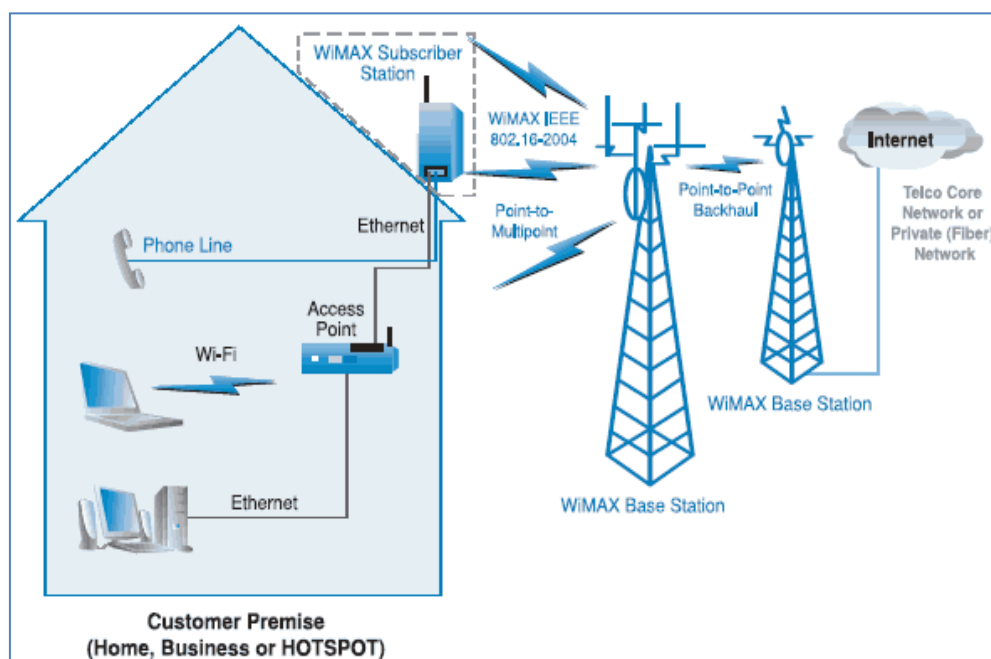 WiMAX Subscriber
Station
WiMAX IEEE
802.16-2004
Internet
Point-to-Point
Backhaul
Telco Core
Network or
Private (Fiber)
Network
Point-to-
Multipoint
Ethernet
Phone Line
Access
Point
Wi-Fi
WiMAX Base Station
WiMAX Base Station
Ethernet
Customer Premise
(Home, Business or HOTSPOT)